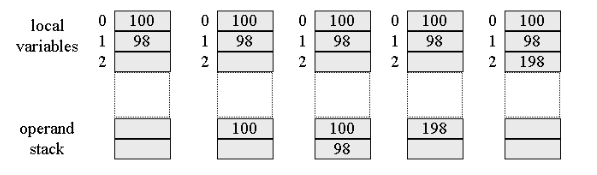 local variables
0 100 0 100 0 100 0 100 0 100
1 98 1 98 1 98 1 98 1 98
2 2 2 2 2 198
operand stack
100 100 198
98